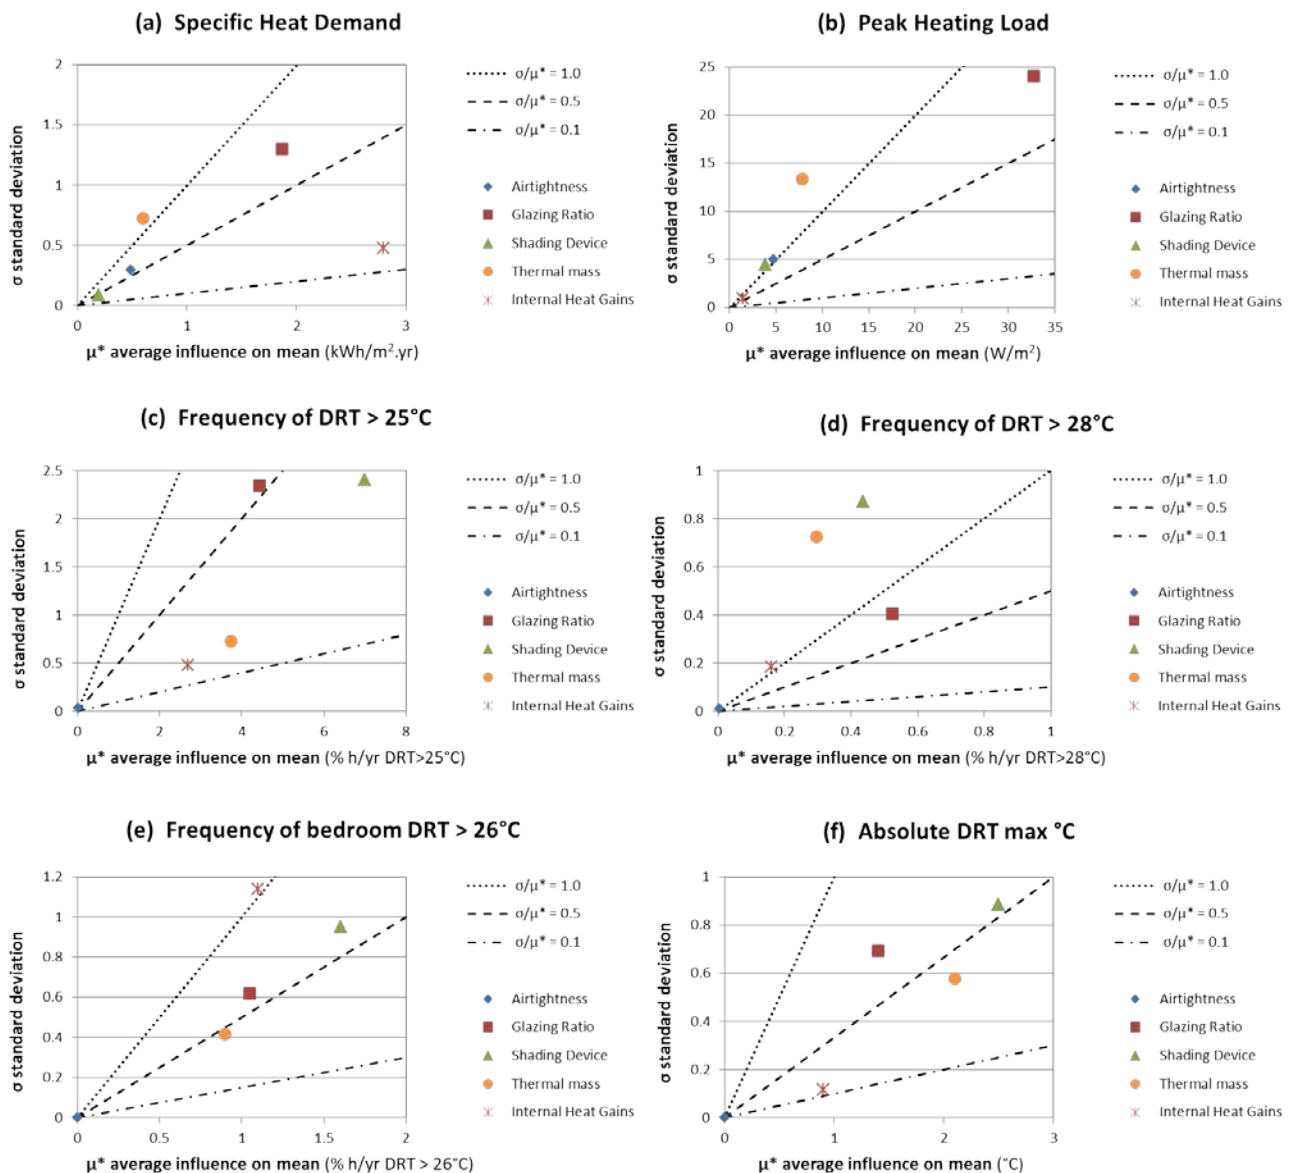 (a) Specific Heat Demand
2
1.5
1
0.5
0
0
1
2
3
σ standard deviation
μ* average influence on mean (kWh/m².yr)
σ/μ* = 1.0
σ/μ* = 0.5
σ/μ* = 0.1
Airtightness
Glazing Ratio
Shading Device
Thermal mass
Internal Heat Gains
(b) Peak Heating Load
25
20
15
10
5
0
0
5
10
15
20
25
30
35
σ standard deviation
μ* average influence on mean (W/m²)
σ/μ* = 1.0
σ/μ* = 0.5
σ/μ* = 0.1
Airtightness
Glazing Ratio
Shading Device
Thermal mass
Internal Heat Gains
(c) Frequency of DRT > 25°C
2.5
2
1.5
1
0.5
0
0
2
4
6
8
σ standard deviation
μ* average influence on mean (% h/yr DRT>25°C)
σ/μ* = 1.0
σ/μ* = 0.5
σ/μ* = 0.1
Airtightness
Glazing Ratio
Shading Device
Thermal mass
Internal Heat Gains
(d) Frequency of DRT > 28°C
1
0.8
0.6
0.4
0.2
0
0
0.2
0.4
0.6
0.8
1
σ standard deviation
μ* average influence on mean (% h/yr DRT>28°C)
σ/μ* = 1.0
σ/μ* = 0.5
σ/μ* = 0.1
Airtightness
Glazing Ratio
Shading Device
Thermal mass
Internal Heat Gains
(e) Frequency of bedroom DRT > 26°C
1.2
1
0.8
0.6
0.4
0.2
0
0
0.5
1
1.5
2
σ standard deviation
μ* average influence on mean (% h/yr DRT > 26°C)
σ/μ* = 1.0
σ/μ* = 0.5
σ/μ* = 0.1
Airtightness
Glazing Ratio
Shading Device
Thermal mass
Internal Heat Gains
(f) Absolute DRT max °C
1
0.8
0.6
0.4
0.2
0
0
1
2
3
σ standard deviation
μ* average influence on mean (°C)
σ/μ* = 1.0
σ/μ* = 0.5
σ/μ* = 0.1
Airtightness
Glazing Ratio
Shading Device
Thermal mass
Internal Heat Gains